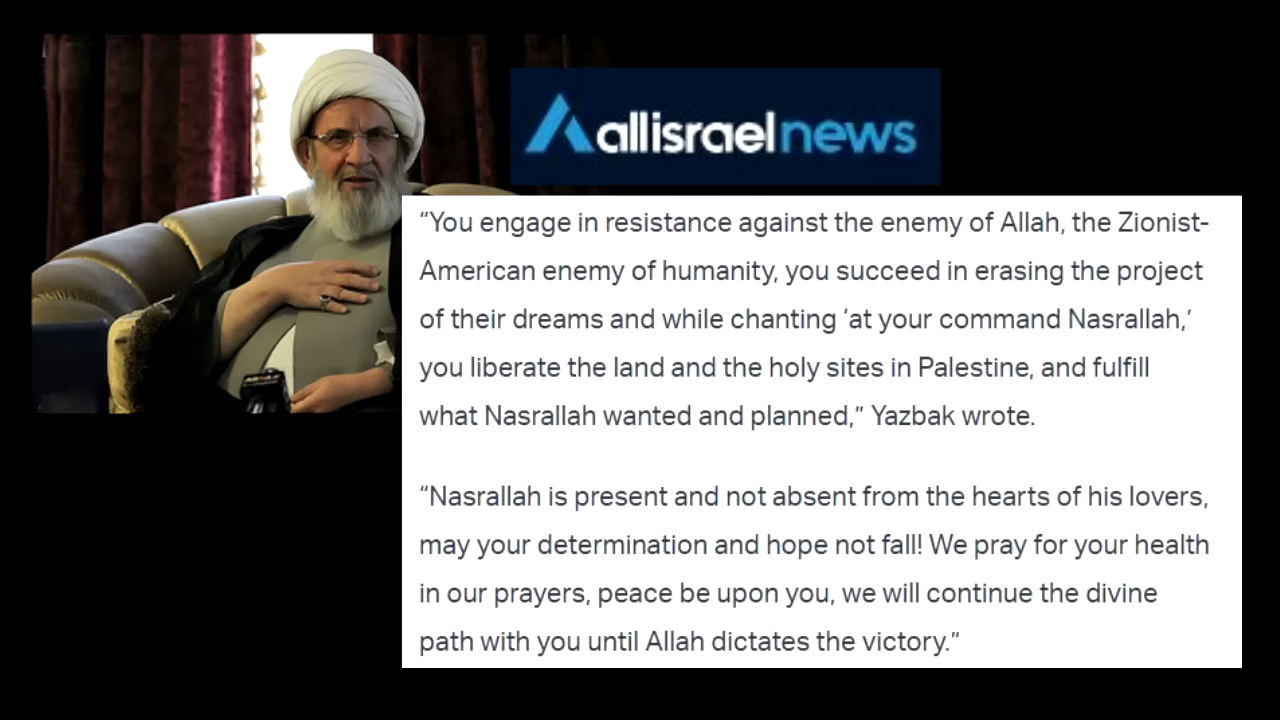 allisraelnews
“You engage in resistance against the enemy of Allah, the Zionist-
American enemy of humanity, you succeed in erasing the project
of their dreams and while chanting ‘at your command Nasrallah,’
you liberate the land and the holy sites in Palestine, and fulfill
what Nasrallah wanted and planned,” Yazbak wrote.
“Nasrallah is present and not absent from the hearts of his lovers,
may your determination and hope not fall! We pray for your health
in our prayers, peace be upon you, we will continue the divine
path with you until Allah dictates the victory.”